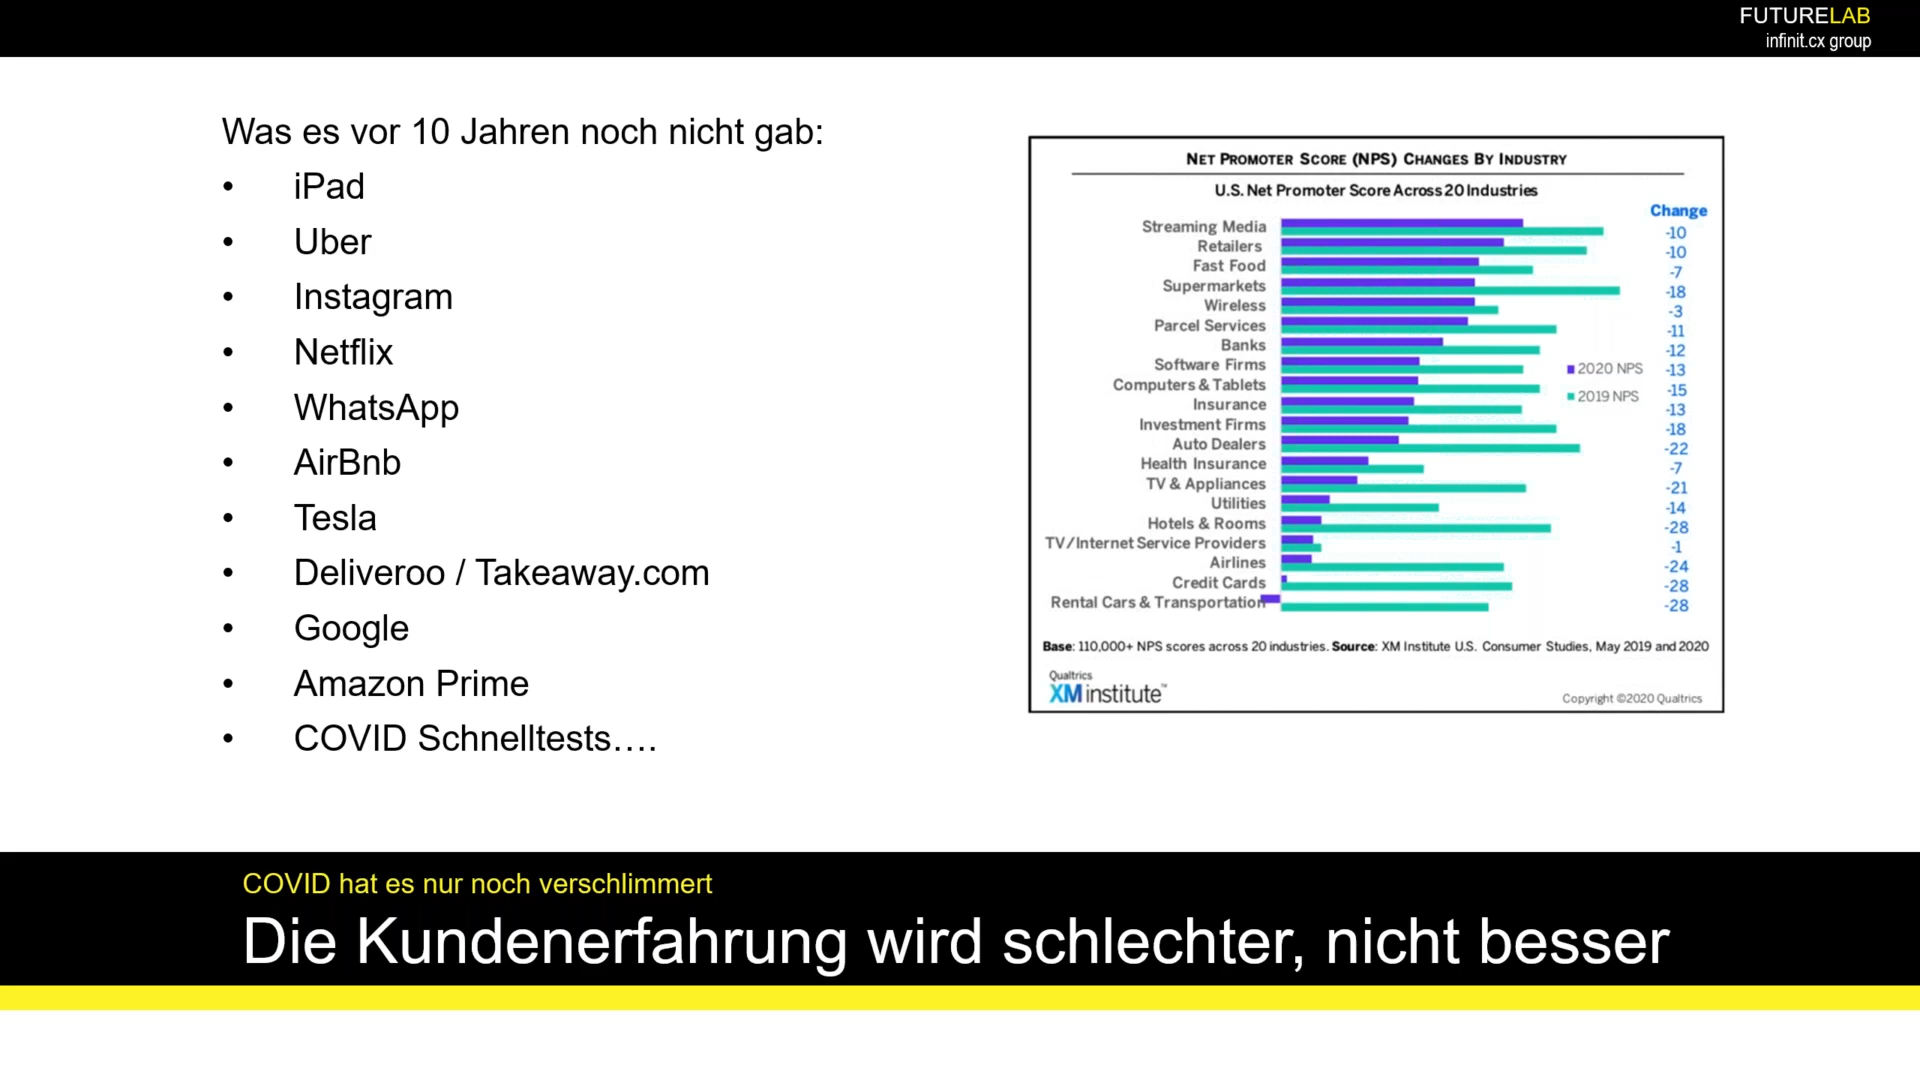 FUTURELAB
infinit.cx group
Was es vor 10 Jahren noch nicht gab:
• iPad
• Uber
• Instagram
• Netflix
• WhatsApp
• AirBnb
• Tesla
• Deliveroo / Takeaway.com
• Google
• Amazon Prime
• COVID Schnelltests….
NET PROMOTER SCORE (NPS) CHANGES BY INDUSTRY
U.S. Net Promoter Score Across 20 Industries
Change
Streaming Media -10
Retailers -10
Fast Food -7
Supermarkets -18
Wireless -3
Parcel Services -11
Banks -12
Software Firms -13
Computers & Tablets -15
Insurance -13
Investment Firms -18
Auto Dealers -22
Health Insurance -7
TV & Appliances -21
Utilities -14
Hotels & Rooms -28
TV/Internet Service Providers -1
Airlines -24
Credit Cards -28
Rental Cars & Transportation -28
2020 NPS
2019 NPS
Base: 110,000+ NPS scores across 20 industries. Source: XM Institute U.S. Consumer Studies, May 2019 and 2020
Qualtrics
XM institute™
Copyright ©2020 Qualtrics
COVID hat es nur noch verschlimmert
Die Kundenerfahrung wird schlechter, nicht besser